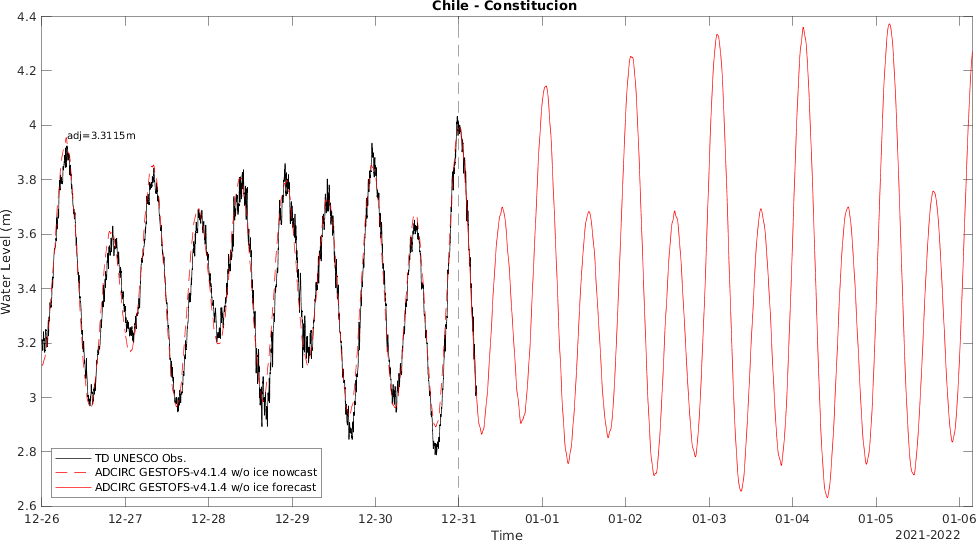 Chile - Constitucion
4.4
4.2
4
3.8
3.6
3.4
3.2
3
2.8
2.6
Water Level (m)
adj=3.3115m
TD UNESCO Obs.
ADCIRC GESTOFS-v4.1.4 w/o ice nowcast
ADCIRC GESTOFS-v4.1.4 w/o ice forecast
12-26 12-27 12-28 12-29 12-30 12-31 01-01 01-02 01-03 01-04 01-05 01-06
Time
2021-2022